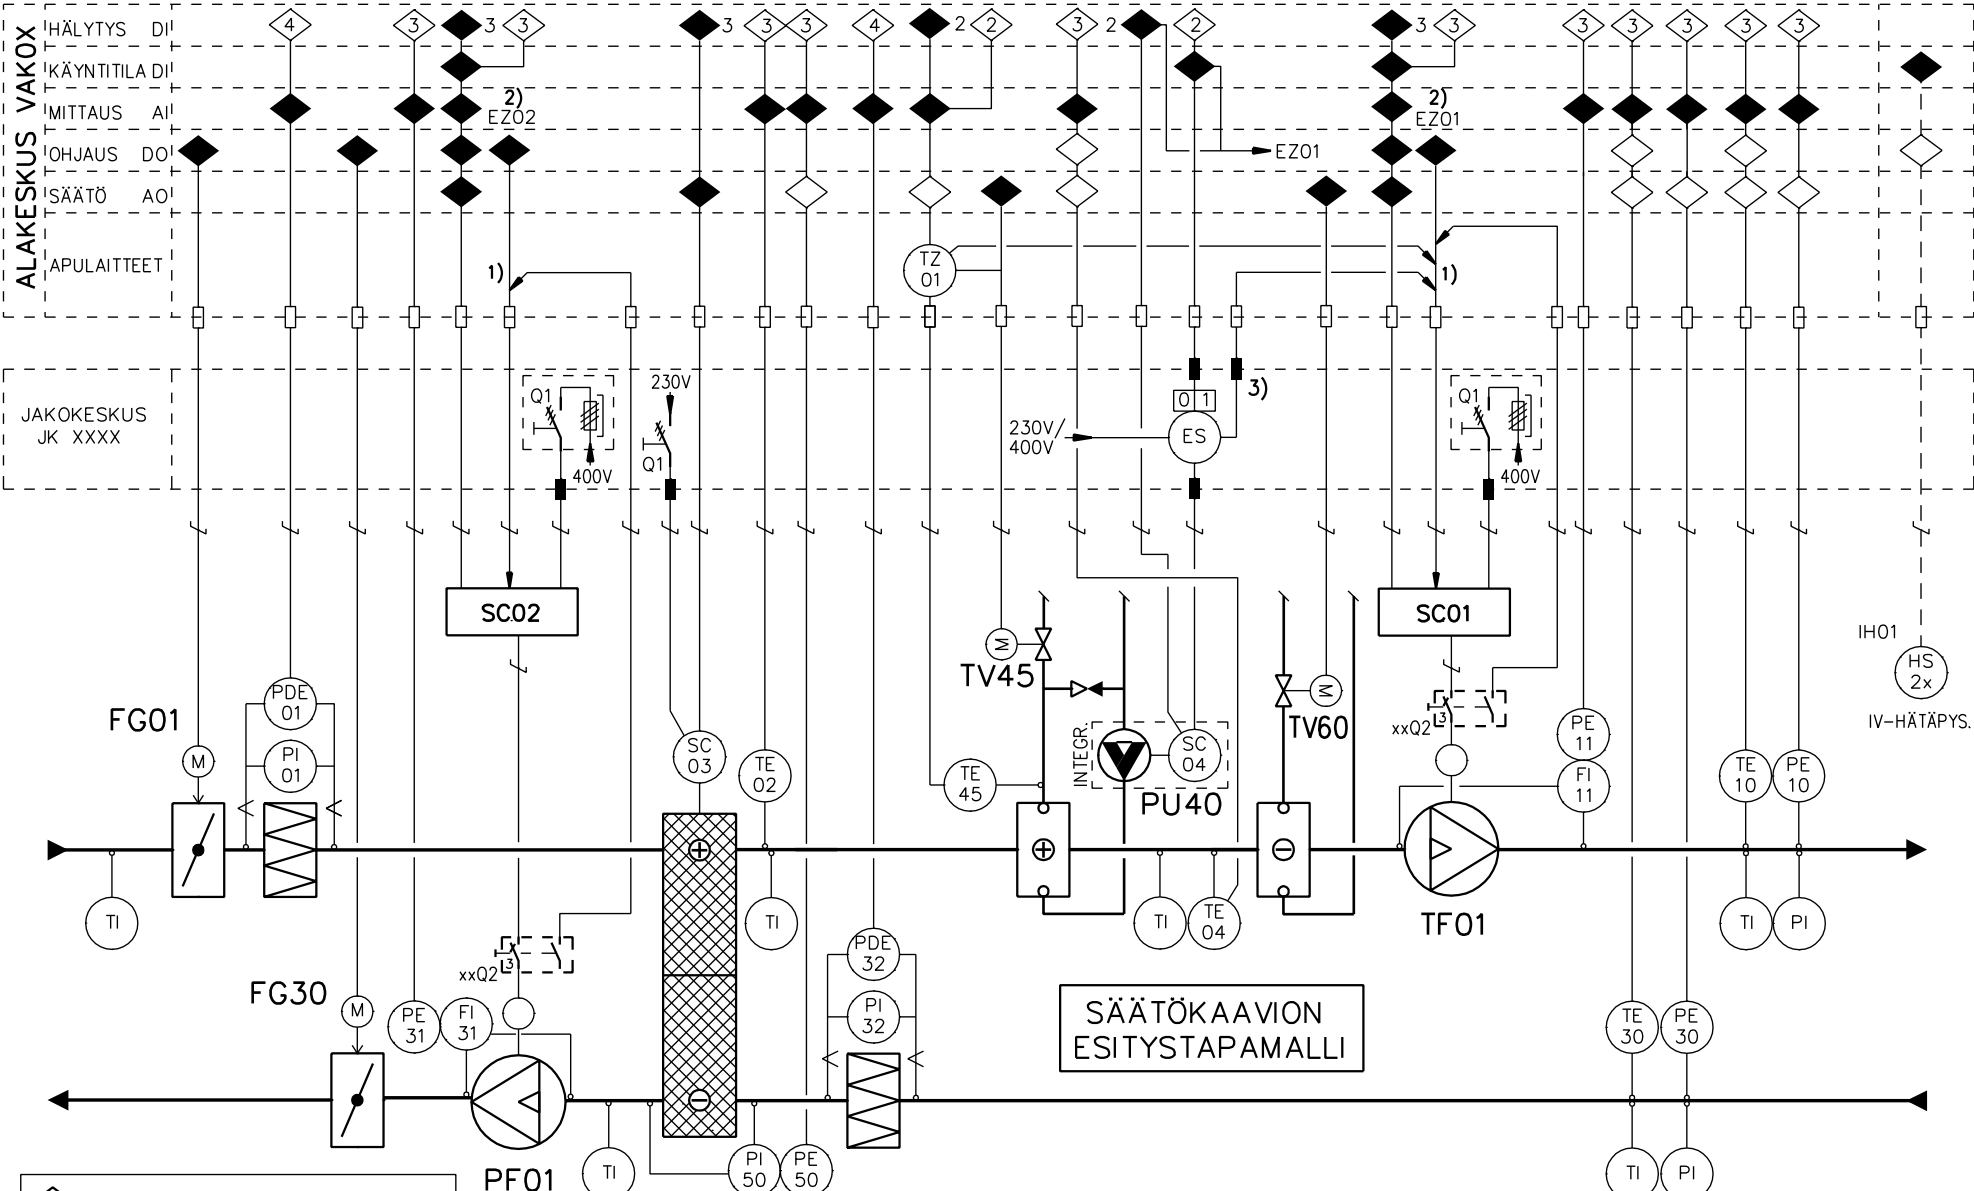 ALAKESKUS VAKOX
HÄLYTYS DI
4 3 3 3 3 3 3 4 2 2 3 2 2 3 3 3 3 3 3 3
KÄYNTITILA DI
MITTAUS AI
2)
EZ02
2)
EZ01
OHJAUS DO
EZ01
SÄÄTÖ AO
APULAITTEET
1)
TZ
01
1)
JAKOKESKUS
JK XXXX
Q1
400V
230V
Q1
230V/
400V
0 1
ES
3)
Q1
400V
SC02
SC01
IH01
HS
2x
IV-HÄTÄPYS.
FG01
M
PDE
01
PI
01
SC
03
TE
02
M
TV45
TE
45
INTEGR.
SC
04
PU40
M
TV60
xxQ2
3
PE
11
FI
11
TE
10
PE
10
TI
TI
TI
TE
04
TF01
TI
PI
FG30
M
PE
31
FI
31
xxQ2
3
PDE
32
PI
32
SÄÄTÖKAAVION
ESITYSTAPAMALLI
TE
30
PE
30
PF01
TI
PI
50
PE
50
TI
PI